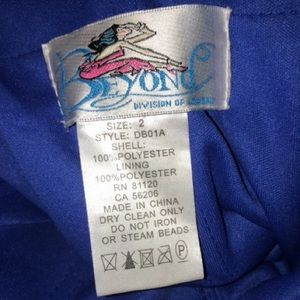 BEYOND
DIVISION OF
SIZE: 2
STYLE: DB01A
SHELL:
100%POLYESTER
LINING
100%POLYESTER
RN 81120
CA 56206
MADE IN CHINA
DRY CLEAN ONLY
DO NOT IRON
OR STEAM BEADS
P